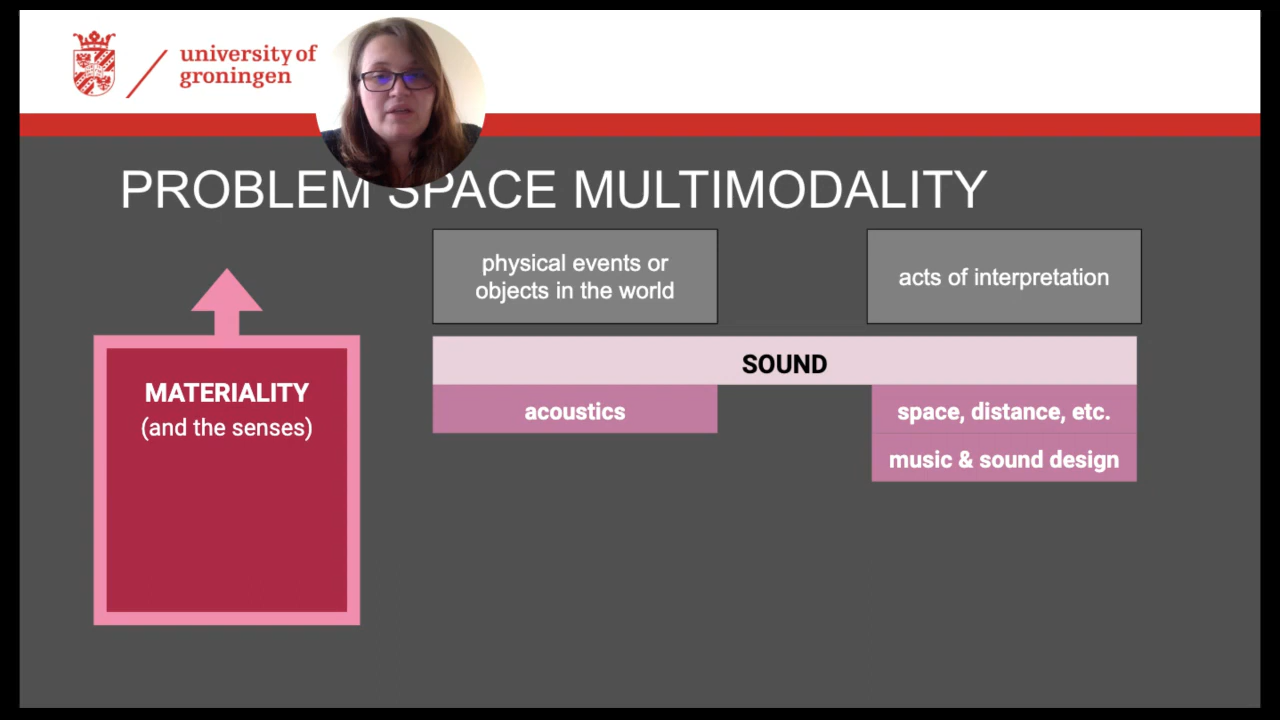 university of
groningen
PROBLEM SPACE MULTIMODALITY
physical events or
objects in the world
acts of interpretation
MATERIALITY
(and the senses)
SOUND
acoustics
space, distance, etc.
music & sound design